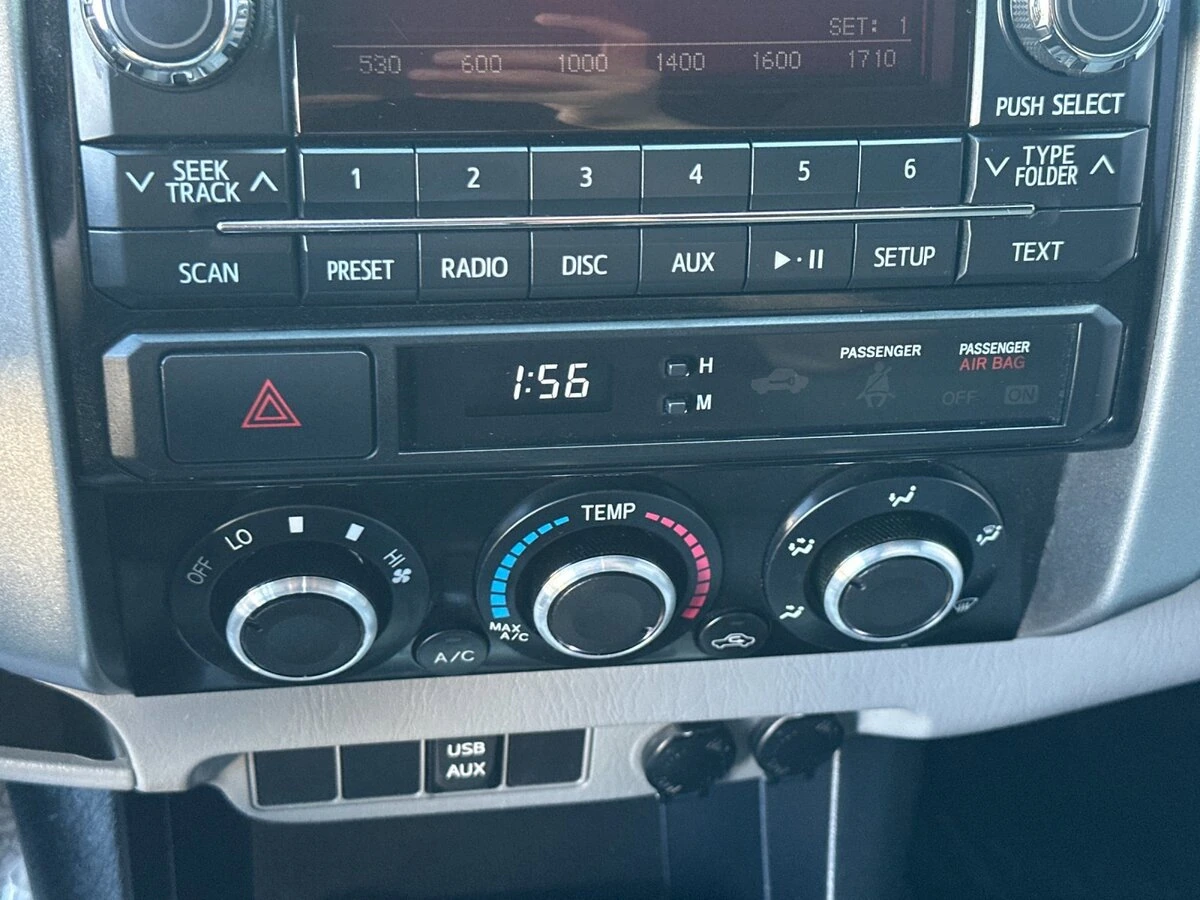 SET: 1
530 600 1000 1400 1600 1710
PUSH SELECT
SEEK
TRACK
1 2 3 4 5 6
TYPE
FOLDER
SCAN PRESET RADIO DISC AUX SETUP TEXT
1:56
H
M
PASSENGER
PASSENGER
AIR BAG
OFF ON
OFF LO HI
TEMP
MAX
A/C
A/C
USB
AUX